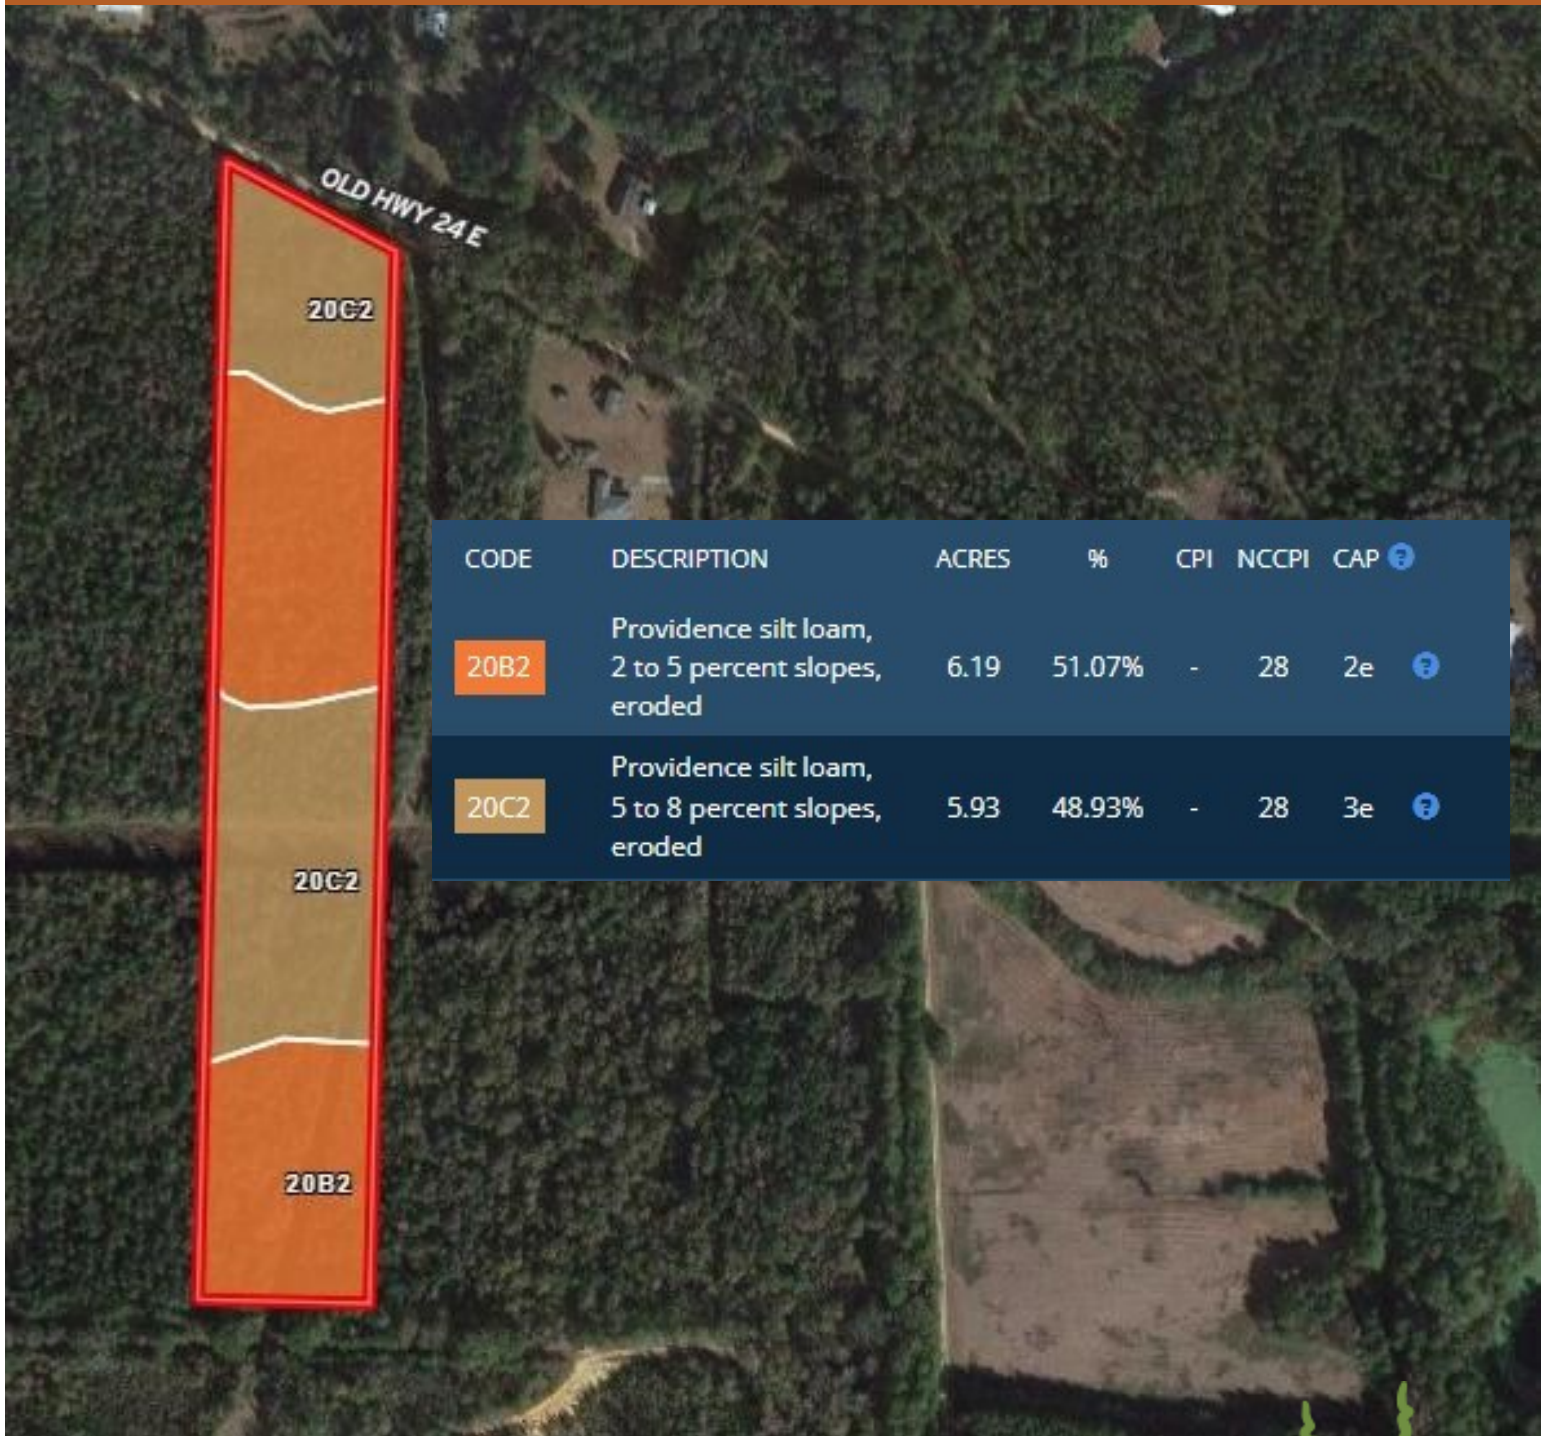 OLD HWY 24 E
20C2
CODE DESCRIPTION ACRES % CPI NCCPI CAP ?
Providence silt loam,
20B2 2 to 5 percent slopes, 6.19 51.07% - 28 2e ?
eroded
Providence silt loam,
20C2 5 to 8 percent slopes, 5.93 48.93% - 28 3e ?
eroded
20C2
20B2